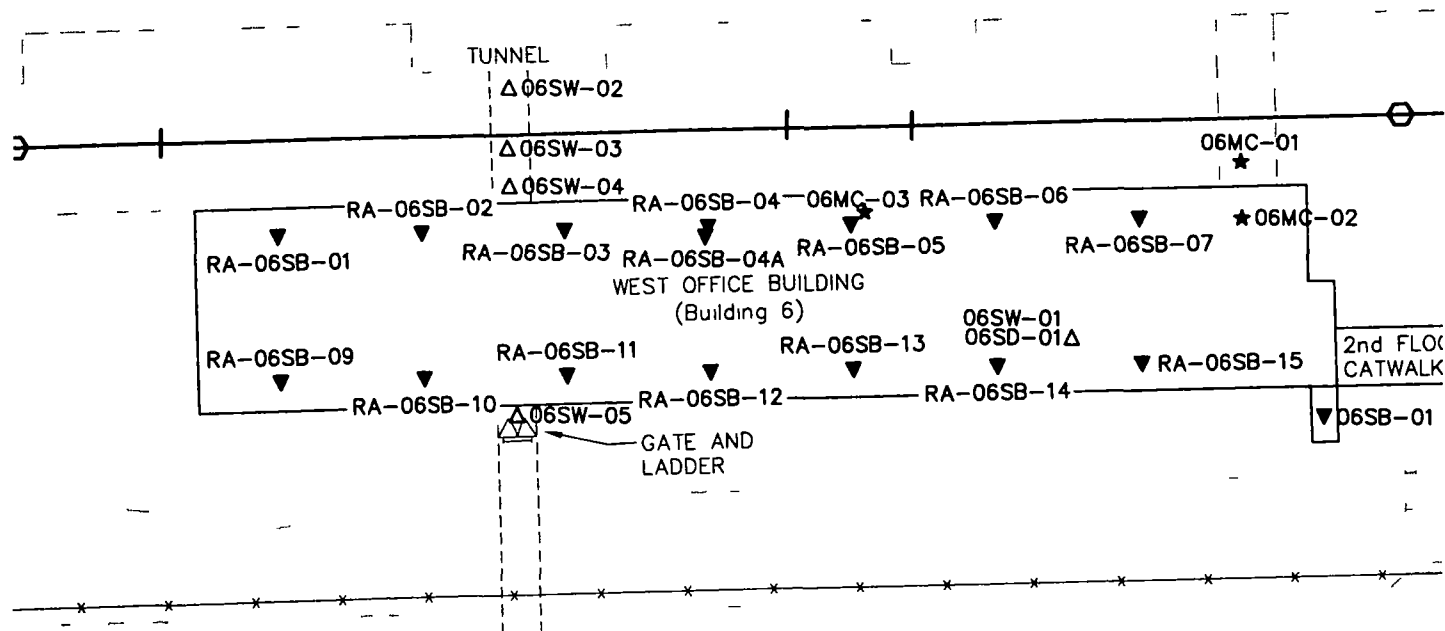 TUNNEL
06SW-02
06SW-03
06MC-01
06SW-04
RA-06SB-02
RA-06SB-04
06MC-03
RA-06SB-06
06MC-02
RA-06SB-01
RA-06SB-03
RA-06SB-04A
RA-06SB-05
RA-06SB-07
WEST OFFICE BUILDING
(Building 6)
06SW-01
06SD-01
RA-06SB-09
RA-06SB-11
RA-06SB-13
RA-06SB-15
2nd FLOO
CATWALK
RA-06SB-10
RA-06SB-12
RA-06SB-14
06SW-05
06SB-01
GATE AND
LADDER